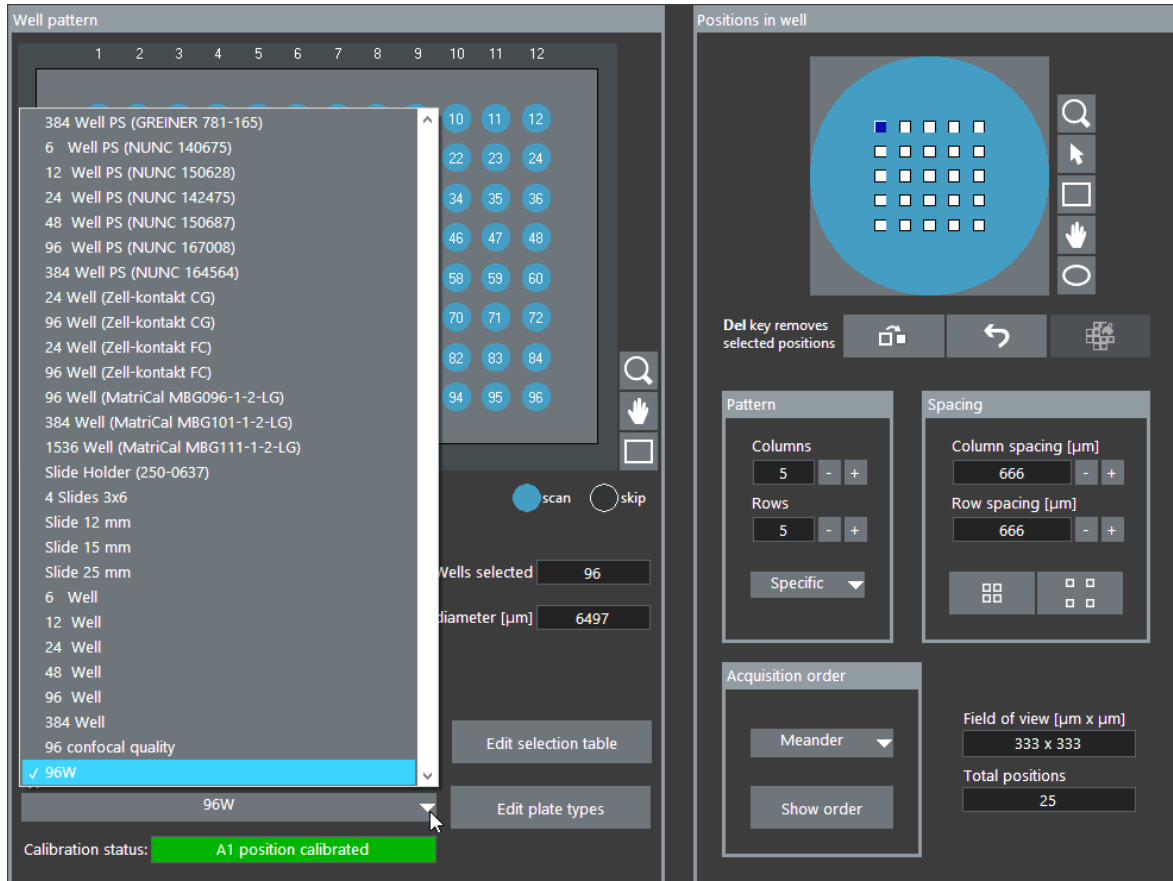 Well pattern
1 2 3 4 5 6 7 8 9 10 11 12
10 11 12
22 23 24
34 35 36
46 47 48
58 59 60
70 71 72
82 83 84
94 95 96
384 Well PS (GREINER 781-165)
6 Well PS (NUNC 140675)
12 Well PS (NUNC 150628)
24 Well PS (NUNC 142475)
48 Well PS (NUNC 150687)
96 Well PS (NUNC 167008)
384 Well PS (NUNC 164564)
24 Well (Zell-kontakt CG)
96 Well (Zell-kontakt CG)
24 Well (Zell-kontakt FC)
96 Well (Zell-kontakt FC)
96 Well (MatriCal MBG096-1-2-LG)
384 Well (MatriCal MBG101-1-2-LG)
1536 Well (MatriCal MBG111-1-2-LG)
Slide Holder (250-0637)
4 Slides 3x6
Slide 12 mm
Slide 15 mm
Slide 25 mm
6 Well
12 Well
24 Well
48 Well
96 Well
384 Well
96 confocal quality
✓ 96W
scan skip
Wells selected 96
diameter [µm] 6497
Edit selection table
96W
Edit plate types
Calibration status: A1 position calibrated
Positions in well
Del key removes
selected positions
Pattern
Columns
5 - +
Rows
5 - +
Specific
Spacing
Column spacing [µm]
666 - +
Row spacing [µm]
666 - +
Acquisition order
Meander
Show order
Field of view [µm x µm]
333 x 333
Total positions
25